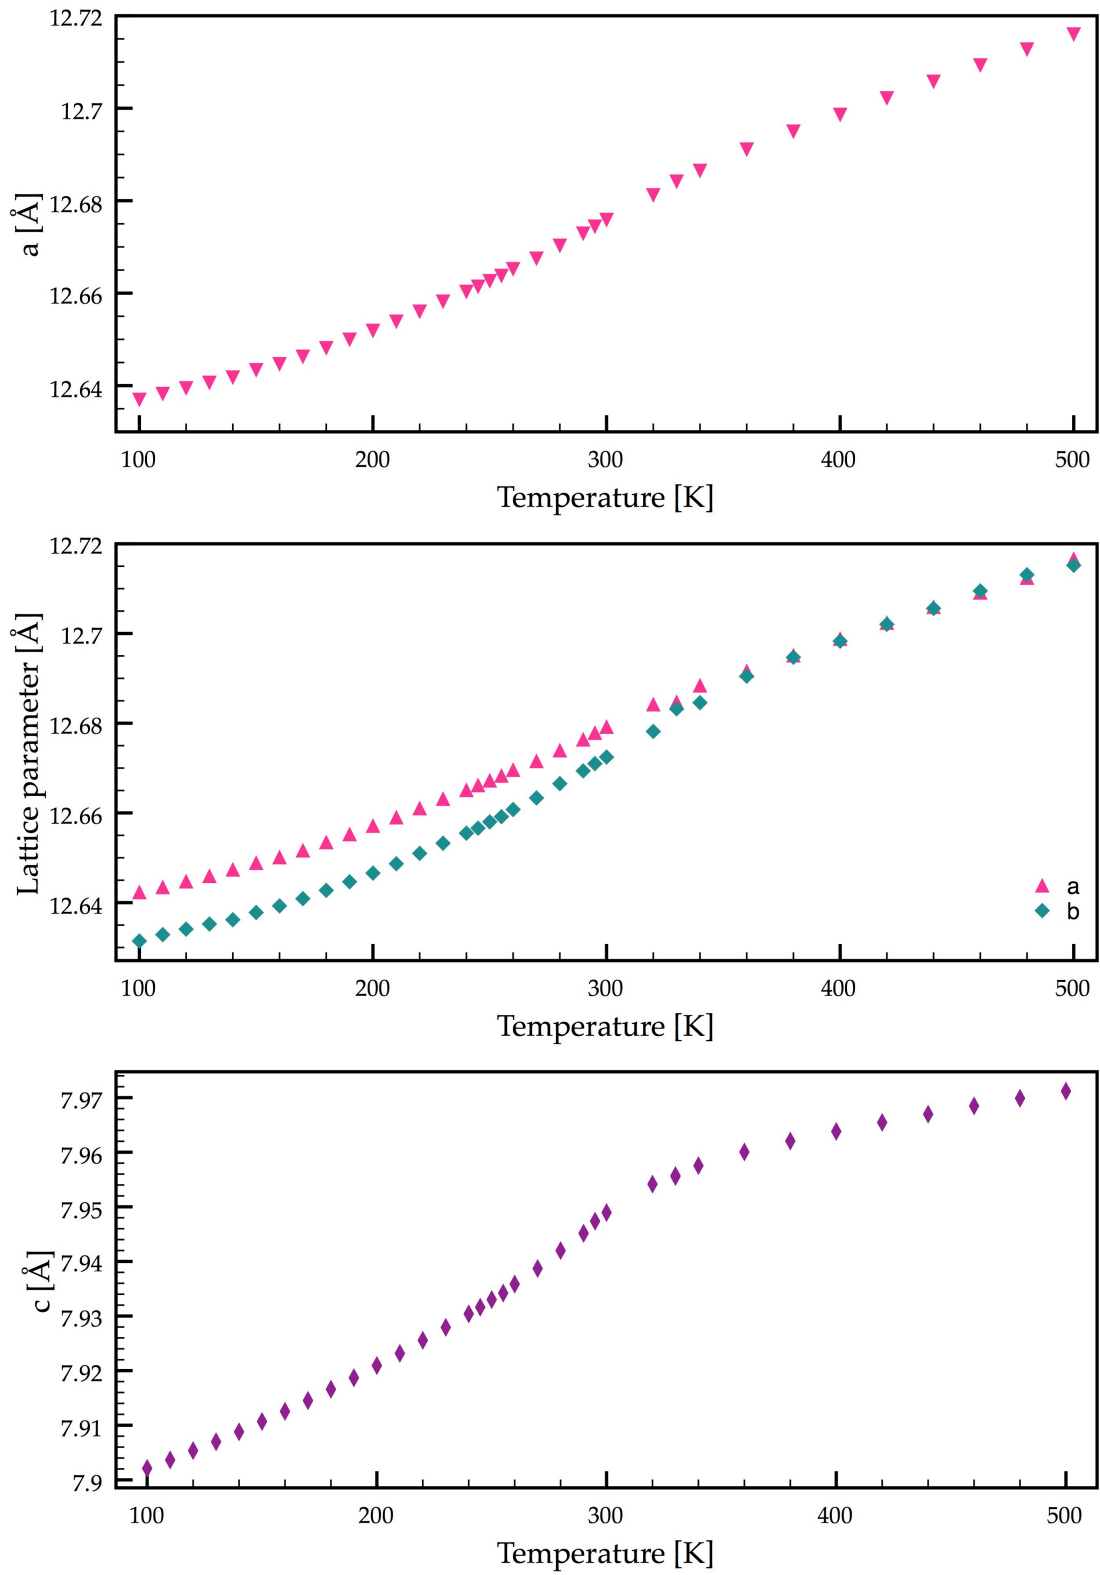 12.72
12.7
12.68
12.66
12.64
a [Å]
100 200 300 400 500
Temperature [K]
12.72
12.7
12.68
12.66
12.64
Lattice parameter [Å]
a
b
100 200 300 400 500
Temperature [K]
7.97
7.96
7.95
7.94
7.93
7.92
7.91
7.9
c [Å]
100 200 300 400 500
Temperature [K]